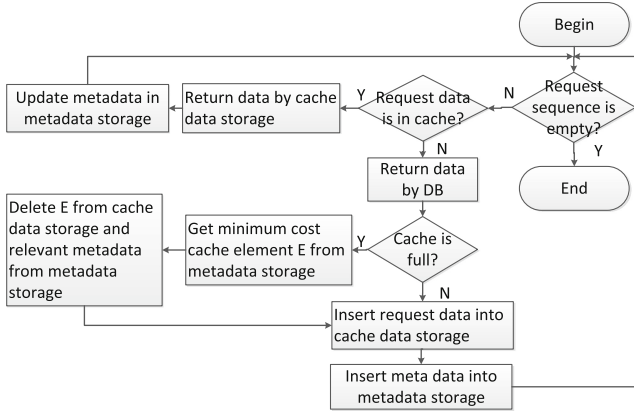 Begin
Request
sequence is
empty?
N
Y
End
Request data
is in cache?
Y
N
Return data by cache
data storage
Update metadata in
metadata storage
Return data
by DB
Cache is
full?
Y
N
Get minimum cost
cache element E from
metadata storage
Delete E from cache
data storage and
relevant metadata
from metadata
storage
Insert request data into
cache data storage
Insert meta data into
metadata storage